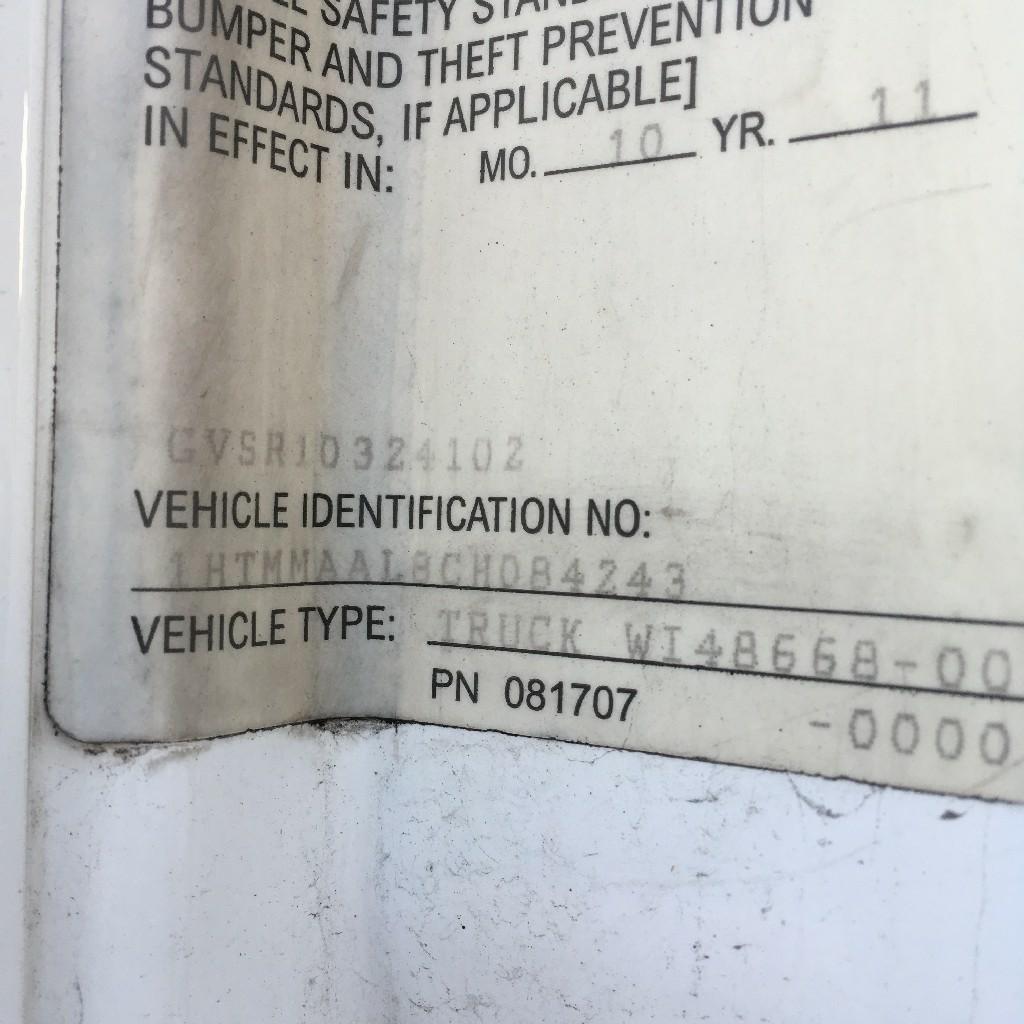 SAFETY
BUMPER AND THEFT PREVENTION
STANDARDS, IF APPLICABLE]
IN EFFECT IN: MO. 10 YR. 11
GVSR10324102
VEHICLE IDENTIFICATION NO:
1HTMMAAL8CH084243
VEHICLE TYPE: TRUCK WI48668-00
PN 081707 -0000